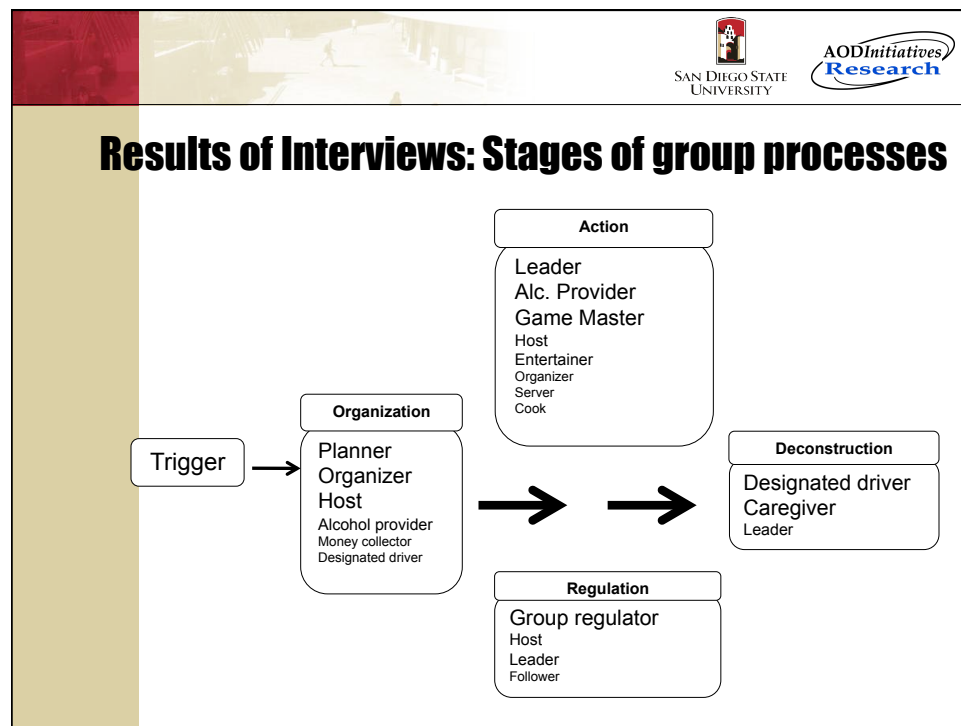 SAN DIEGO STATE
UNIVERSITY
AODInitiatives
Research
Results of Interviews: Stages of group processes
Trigger
Organization
Planner
Organizer
Host
Alcohol provider
Money collector
Designated driver
Action
Leader
Alc. Provider
Game Master
Host
Entertainer
Organizer
Server
Cook
Regulation
Group regulator
Host
Leader
Follower
Deconstruction
Designated driver
Caregiver
Leader